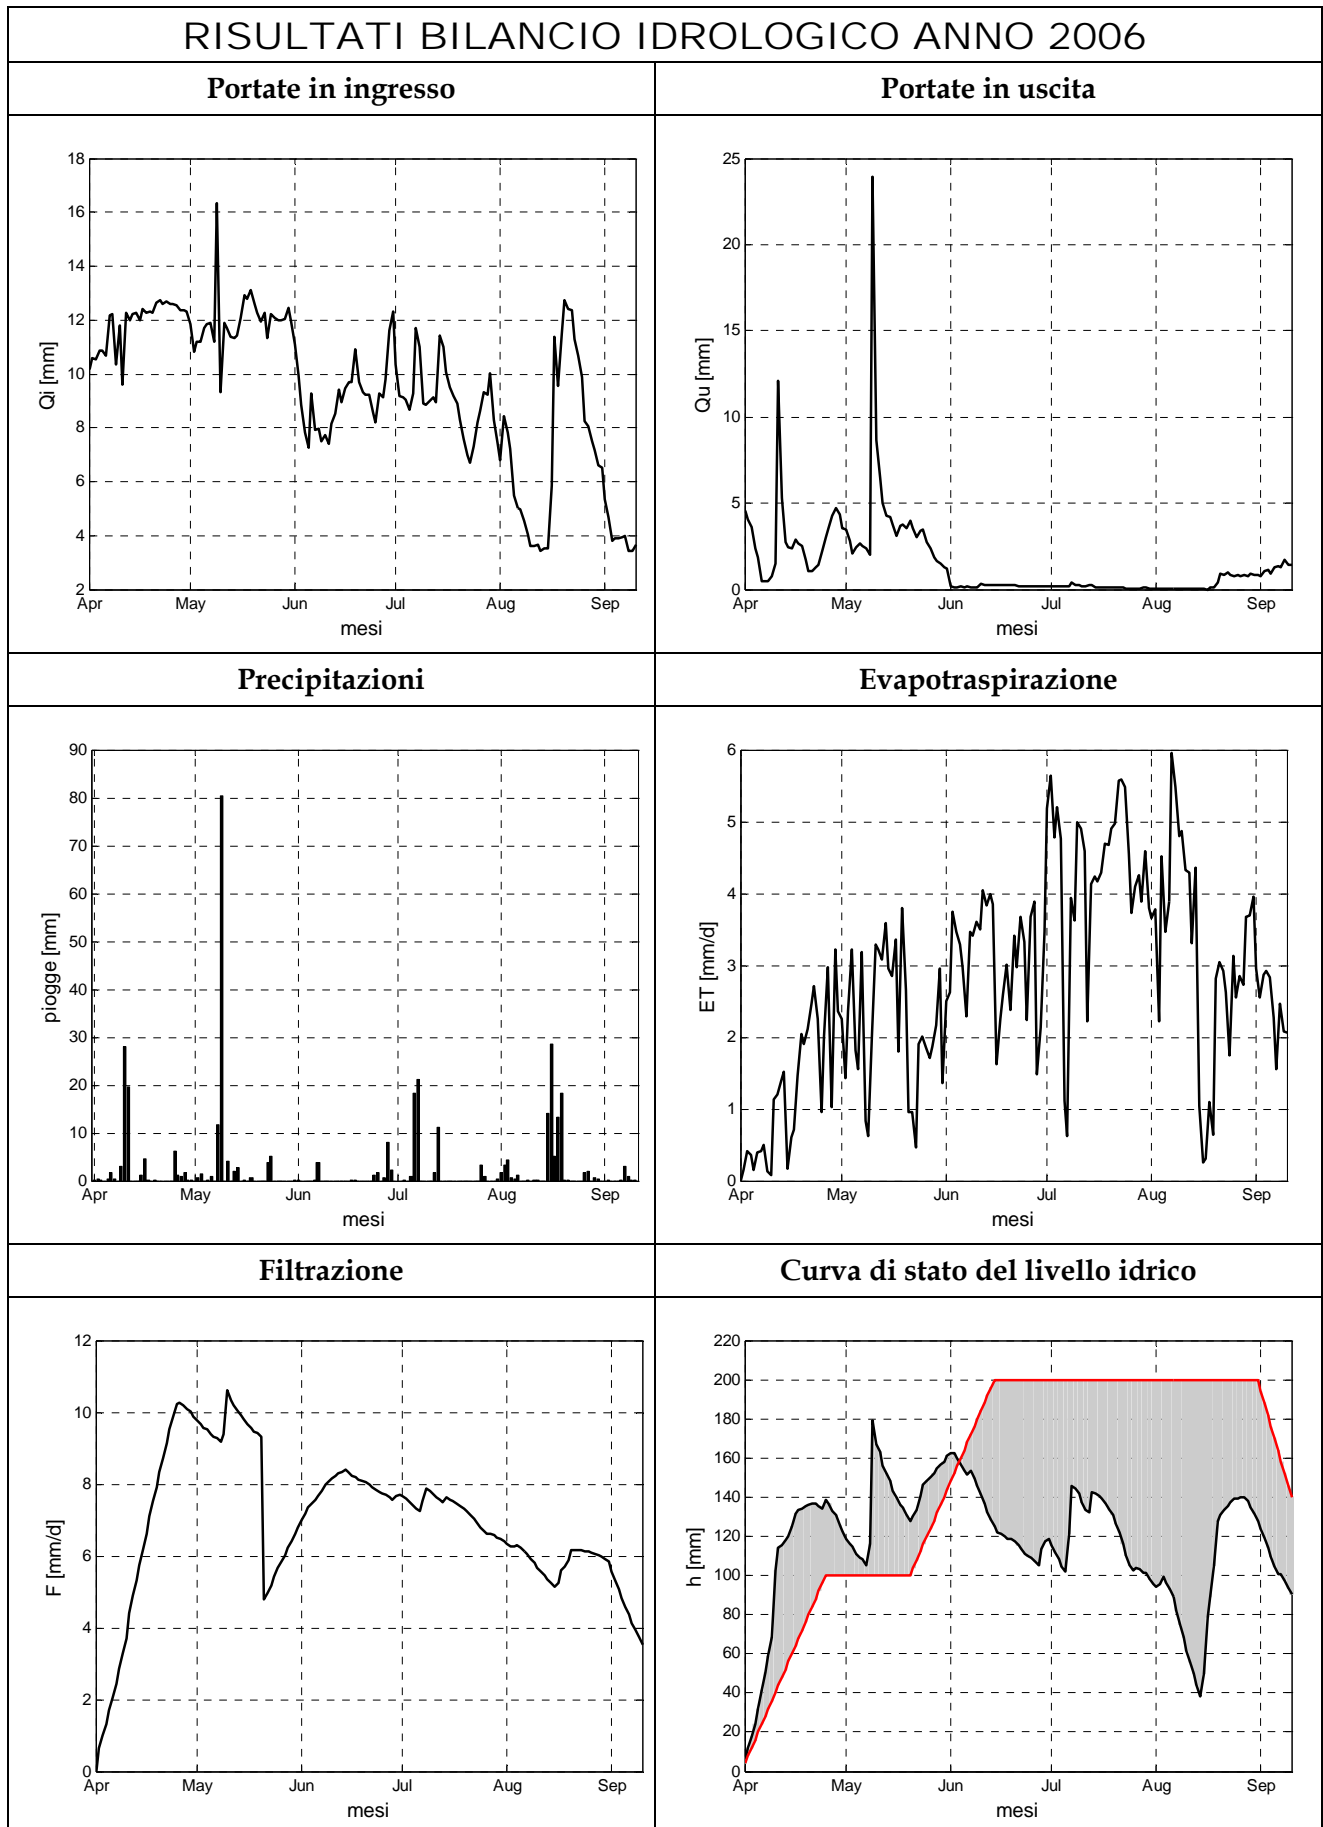 RISULTATI BILANCIO IDROLOGICO ANNO 2006
Portate in ingresso
Portate in uscita
18
16
14
12
10
8
6
4
2
Qi [mm]
Apr May Jun Jul Aug Sep
mesi
25
20
15
10
5
0
Qu [mm]
Apr May Jun Jul Aug Sep
mesi
Precipitazioni
Evapotraspirazione
90
80
70
60
50
40
30
20
10
0
piogge [mm]
Apr May Jun Jul Aug Sep
mesi
6
5
4
3
2
1
0
ET [mm/d]
Apr May Jun Jul Aug Sep
mesi
Filtrazione
Curva di stato del livello idrico
12
10
8
6
4
2
0
F [mm/d]
Apr May Jun Jul Aug Sep
mesi
220
200
180
160
140
120
100
80
60
40
20
0
h [mm]
Apr May Jun Jul Aug Sep
mesi